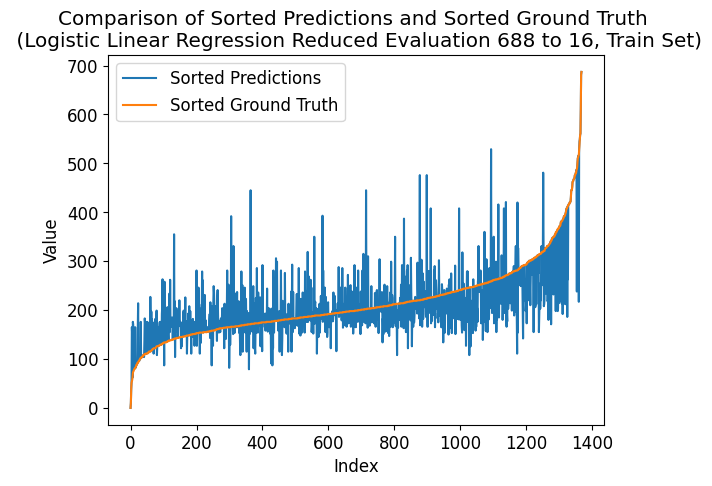 Comparison of Sorted Predictions and Sorted Ground Truth
(Logistic Linear Regression Reduced Evaluation 688 to 16, Train Set)
700
600
500
400
300
200
100
0
Value
Sorted Predictions
Sorted Ground Truth
0 200 400 600 800 1000 1200 1400
Index